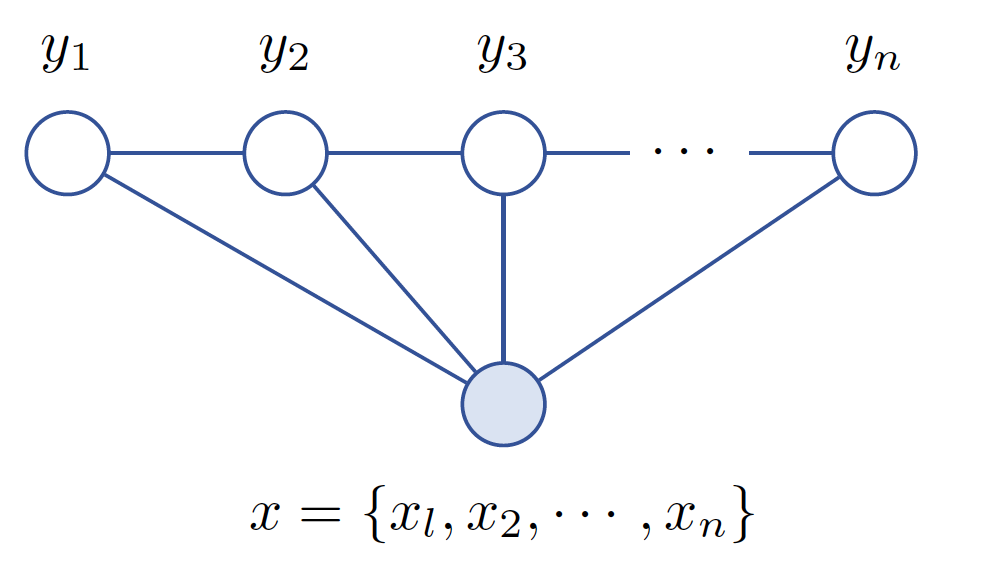 y₁ y₂ y₃ yₙ
· · ·
x = {xₗ, x₂, · · · , xₙ}